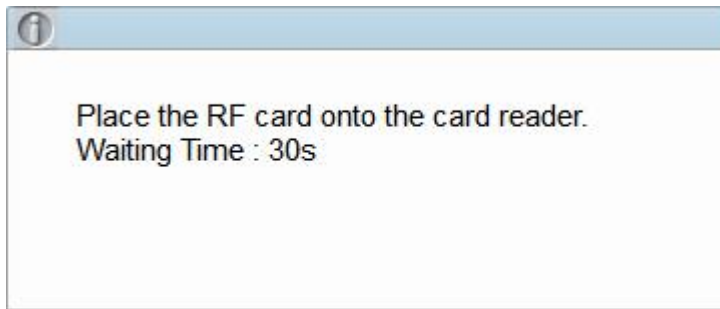 Place the RF card onto the card reader.
Waiting Time : 30s